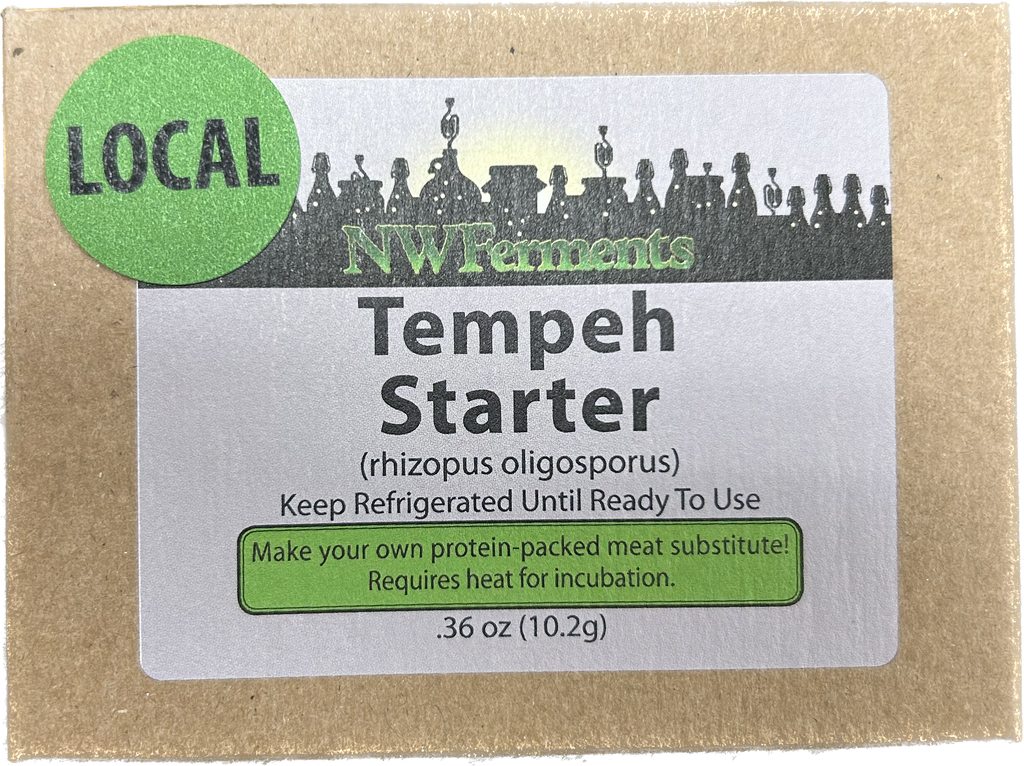 LOCAL
NWFerments
Tempeh
Starter
(rhizopus oligosporus)
Keep Refrigerated Until Ready To Use
Make your own protein-packed meat substitute!
Requires heat for incubation.
.36 oz (10.2g)